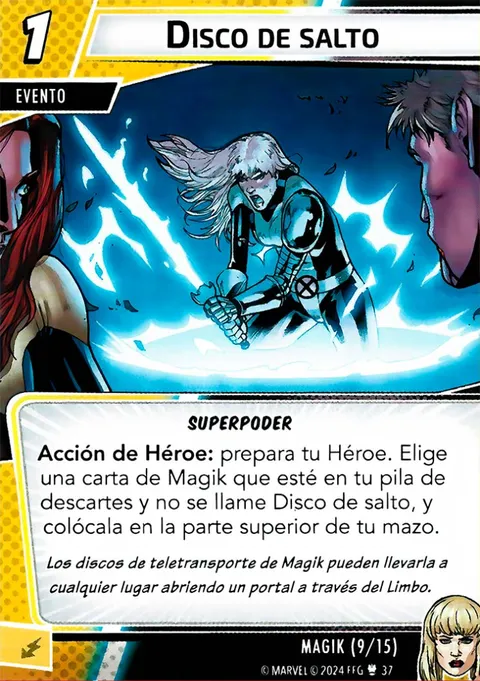 1
DISCO DE SALTO
EVENTO
SUPERPODER
Acción de Héroe: prepara tu Héroe. Elige
una carta de Magik que esté en tu pila de
descartes y no se llame Disco de salto, y
colócala en la parte superior de tu mazo.
Los discos de teletransporte de Magik pueden llevarla a
cualquier lugar abriendo un portal a través del Limbo.
MAGIK (9/15)
© MARVEL © 2024 FFG 37